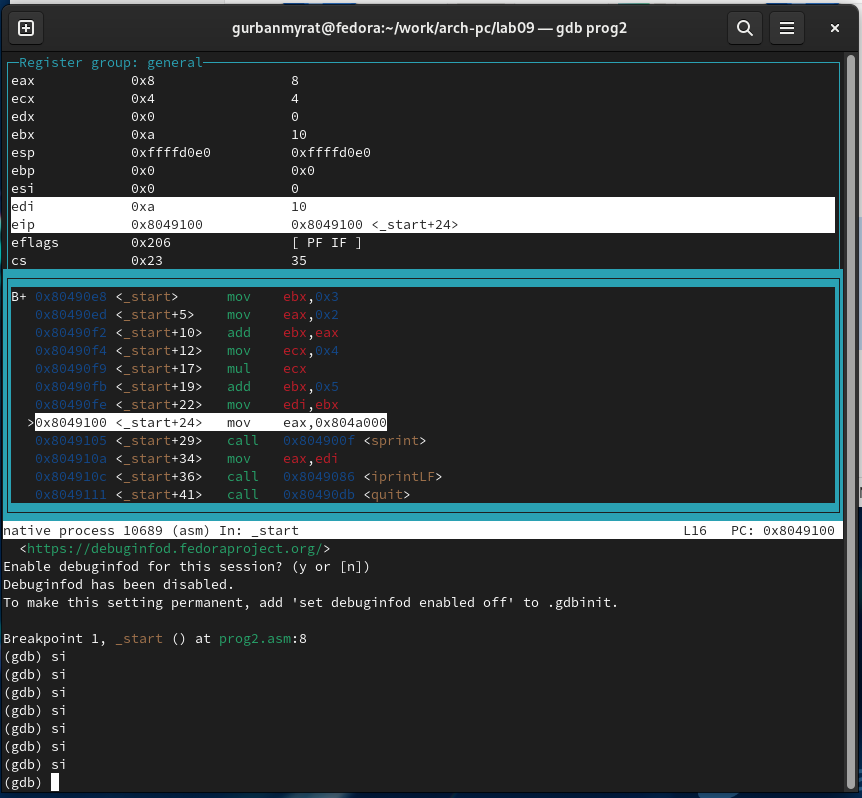 gurbanmyrat@fedora:~/work/arch-pc/lab09 — gdb prog2
Register group: general
eax 0x8 8
ecx 0x4 4
edx 0x0 0
ebx 0xa 10
esp 0xffffd0e0 0xffffd0e0
ebp 0x0 0x0
esi 0x0 0
edi 0xa 10
eip 0x8049100 0x8049100 <_start+24>
eflags 0x206 [ PF IF ]
cs 0x23 35
B+ 0x80490e8 <_start> mov ebx,0x3
0x80490ed <_start+5> mov eax,0x2
0x80490f2 <_start+10> add ebx,eax
0x80490f4 <_start+12> mov ecx,0x4
0x80490f9 <_start+17> mul ecx
0x80490fb <_start+19> add ebx,0x5
0x80490fe <_start+22> mov edi,ebx
>0x8049100 <_start+24> mov eax,0x804a000
0x8049105 <_start+29> call 0x804900f <sprint>
0x804910a <_start+34> mov eax,edi
0x804910c <_start+36> call 0x8049086 <iprintLF>
0x8049111 <_start+41> call 0x80490db <quit>
native process 10689 (asm) In: _start L16 PC: 0x8049100
<https://debuginfod.fedoraproject.org/>
Enable debuginfod for this session? (y or [n])
Debuginfod has been disabled.
To make this setting permanent, add 'set debuginfod enabled off' to .gdbinit.
Breakpoint 1, _start () at prog2.asm:8
(gdb) si
(gdb) si
(gdb) si
(gdb) si
(gdb) si
(gdb) si
(gdb) si
(gdb)